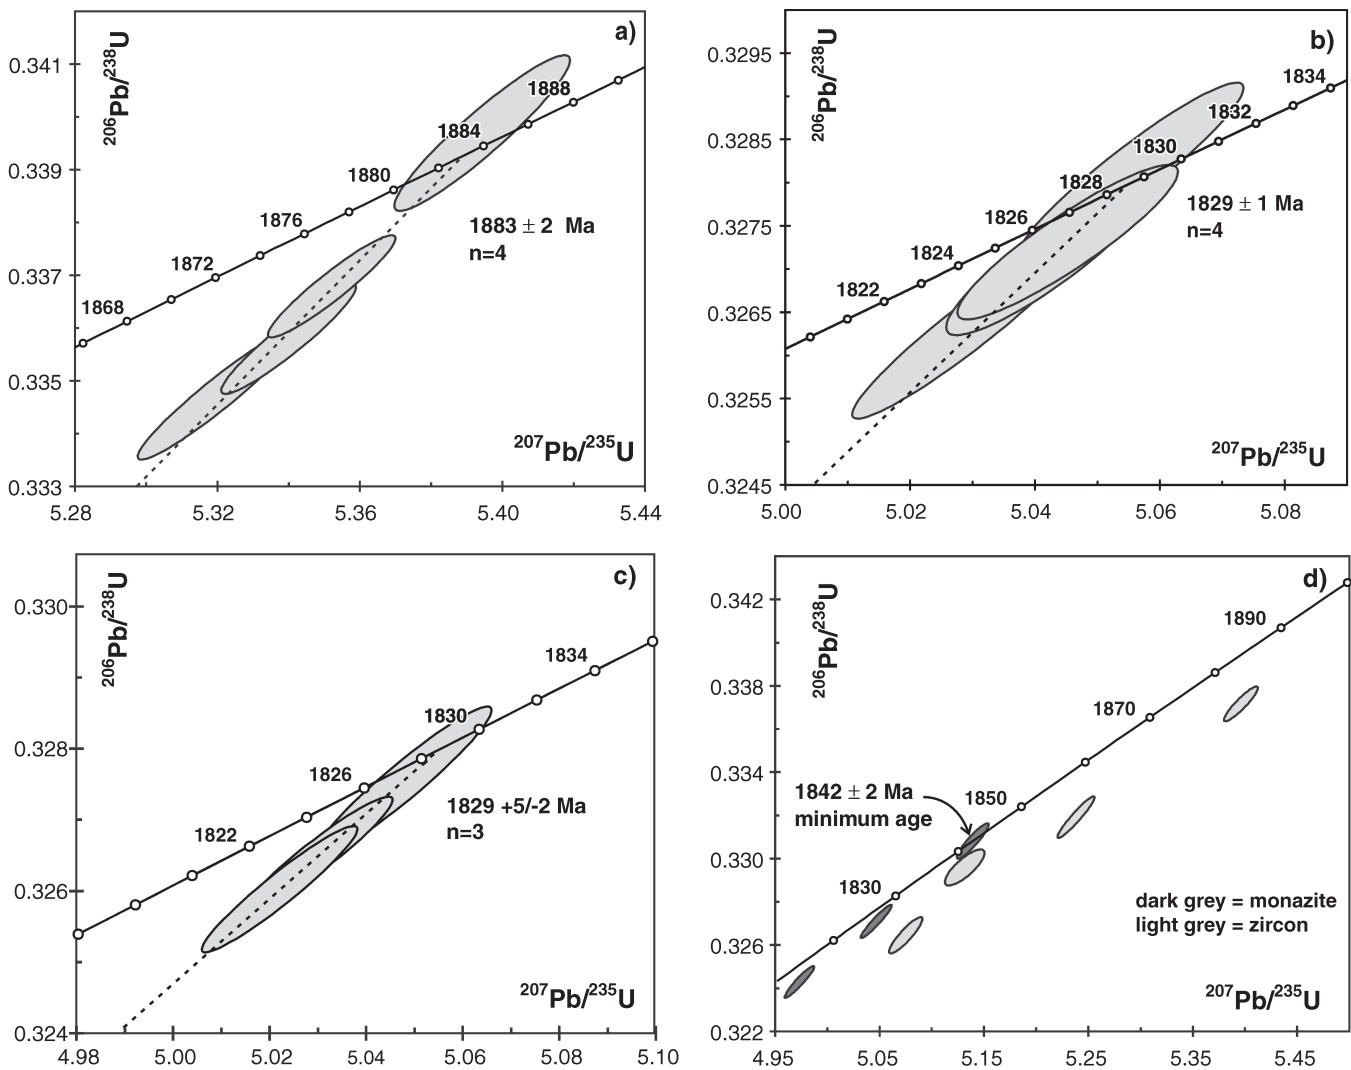 a)
206Pb/238U
0.341
0.339
0.337
0.335
0.333
1888
1884
1880
1876
1872
1868
1883 ± 2 Ma
n=4
207Pb/235U
5.28 5.32 5.36 5.40 5.44
b)
206Pb/238U
0.3295
0.3285
0.3275
0.3265
0.3255
0.3245
1834
1832
1830
1828
1826
1824
1822
1829 ± 1 Ma
n=4
207Pb/235U
5.00 5.02 5.04 5.06 5.08
c)
206Pb/238U
0.330
0.328
0.326
0.324
1834
1830
1826
1822
1829 +5/-2 Ma
n=3
207Pb/235U
4.98 5.00 5.02 5.04 5.06 5.08 5.10
d)
206Pb/238U
0.342
0.338
0.334
0.330
0.326
0.322
1890
1870
1850
1830
1842 ± 2 Ma
minimum age
dark grey = monazite
light grey = zircon
207Pb/235U
4.95 5.05 5.15 5.25 5.35 5.45